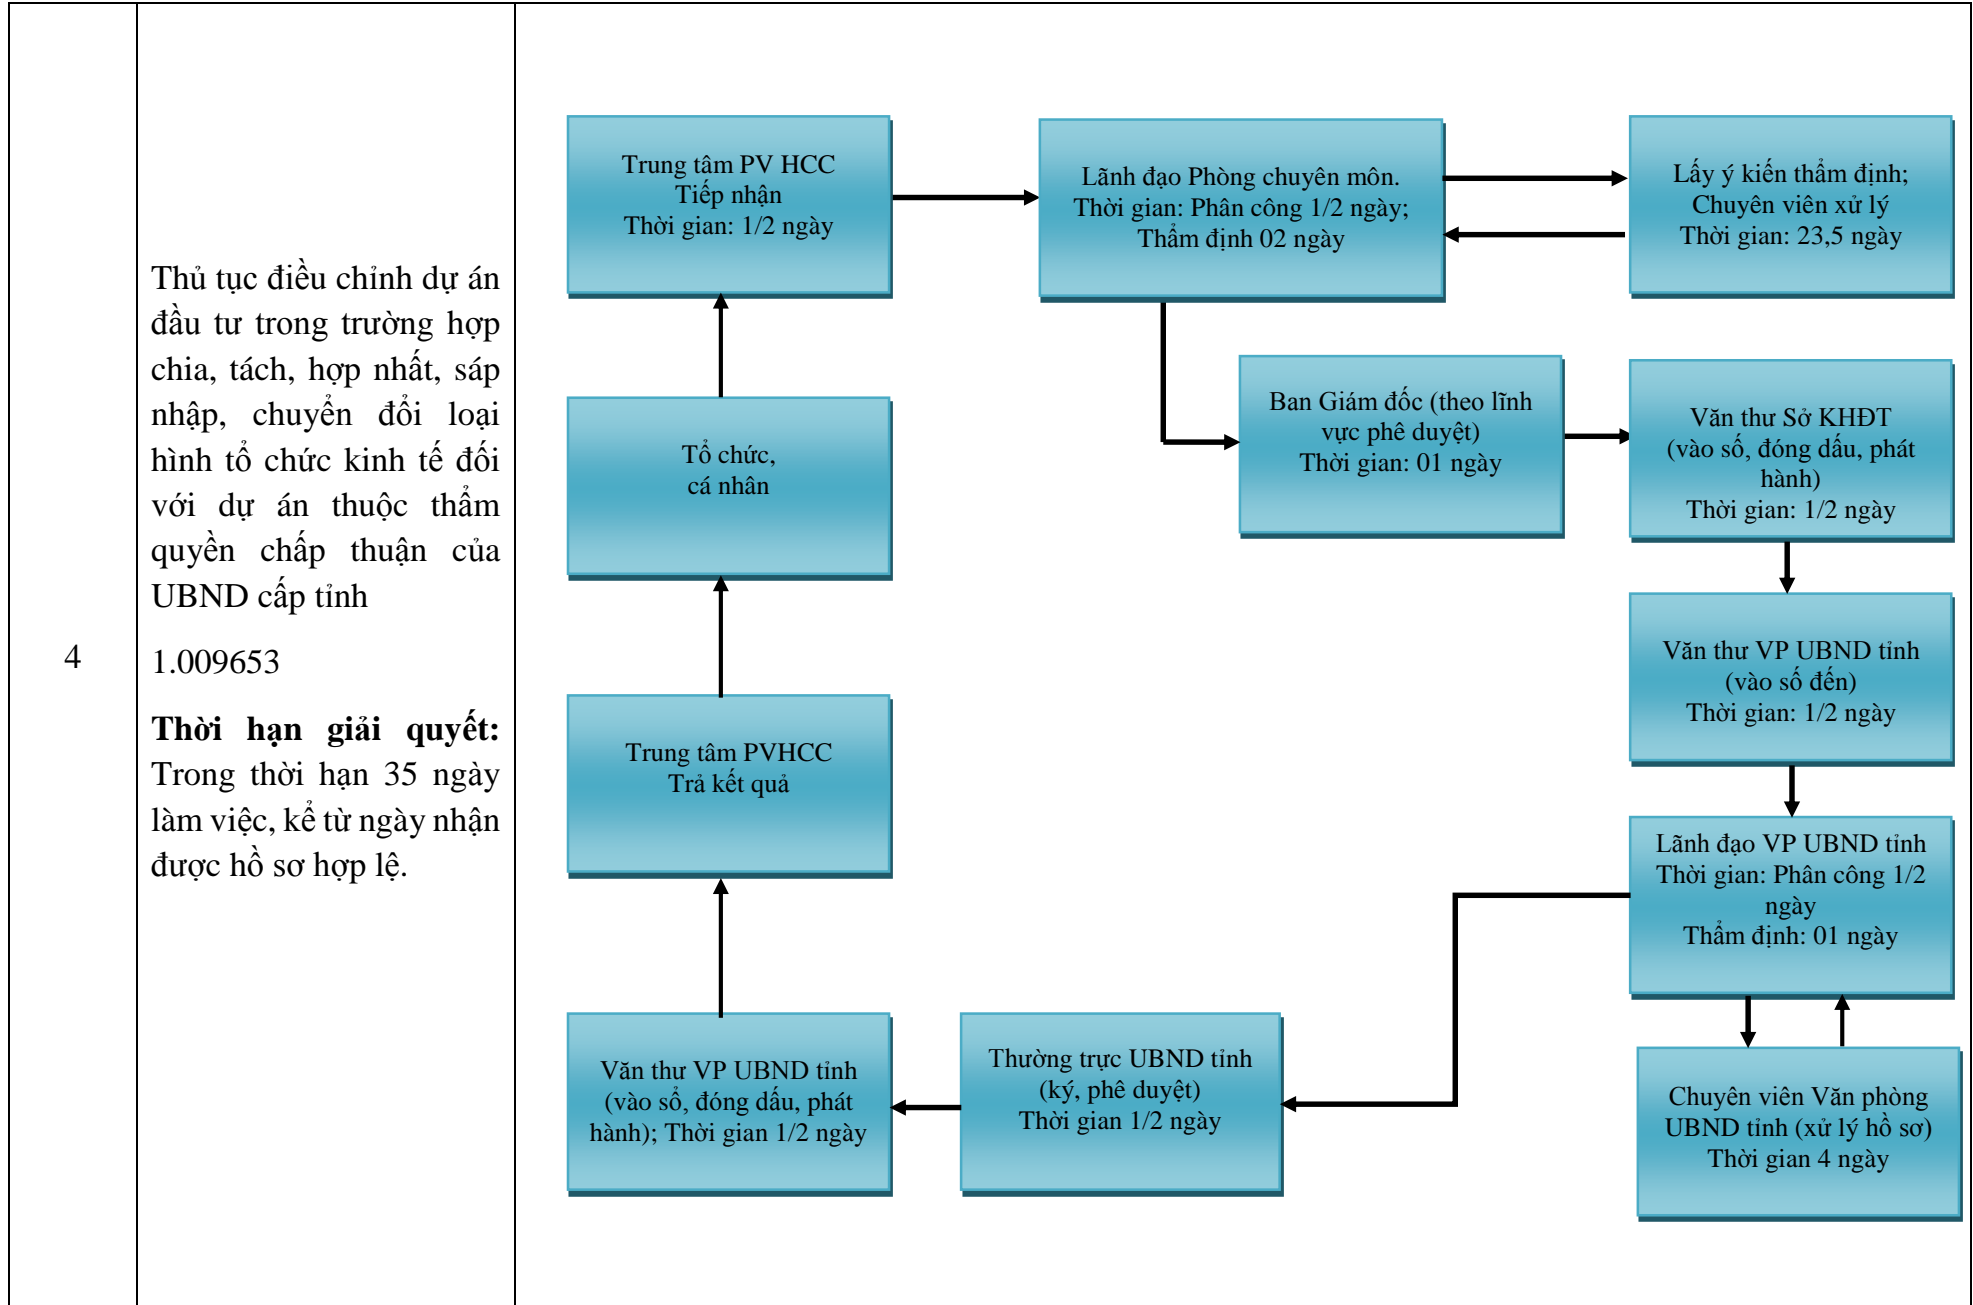 4
Thủ tục điều chỉnh dự án
đầu tư trong trường hợp
chia, tách, hợp nhất, sáp
nhập, chuyển đổi loại
hình tổ chức kinh tế đối
với dự án thuộc thẩm
quyền chấp thuận của
UBND cấp tỉnh
1.009653
Thời hạn giải quyết:
Trong thời hạn 35 ngày
làm việc, kể từ ngày nhận
được hồ sơ hợp lệ.
Trung tâm PV HCC
Tiếp nhận
Thời gian: 1/2 ngày
Lãnh đạo Phòng chuyên môn.
Thời gian: Phân công 1/2 ngày;
Thẩm định 02 ngày
Lấy ý kiến thẩm định;
Chuyên viên xử lý
Thời gian: 23,5 ngày
Ban Giám đốc (theo lĩnh
vực phê duyệt)
Thời gian: 01 ngày
Văn thư Sở KHĐT
(vào số, đóng dấu, phát
hành)
Thời gian: 1/2 ngày
Văn thư VP UBND tỉnh
(vào số đến)
Thời gian: 1/2 ngày
Lãnh đạo VP UBND tỉnh
Thời gian: Phân công 1/2
ngày
Thẩm định: 01 ngày
Chuyên viên Văn phòng
UBND tỉnh (xử lý hồ sơ)
Thời gian 4 ngày
Thường trực UBND tỉnh
(ký, phê duyệt)
Thời gian 1/2 ngày
Văn thư VP UBND tỉnh
(vào sổ, đóng dấu, phát
hành); Thời gian 1/2 ngày
Trung tâm PVHCC
Trả kết quả
Tổ chức,
cá nhân